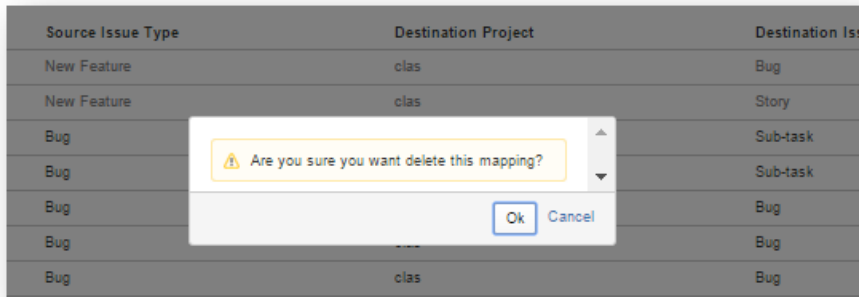 Source Issue Type Destination Project Destination Iss
New Feature clas Bug
New Feature clas Story
Bug Sub-task
Are you sure you want delete this mapping?
Bug Sub-task
Bug Bug
Ok Cancel
Bug Bug
Bug clas Bug